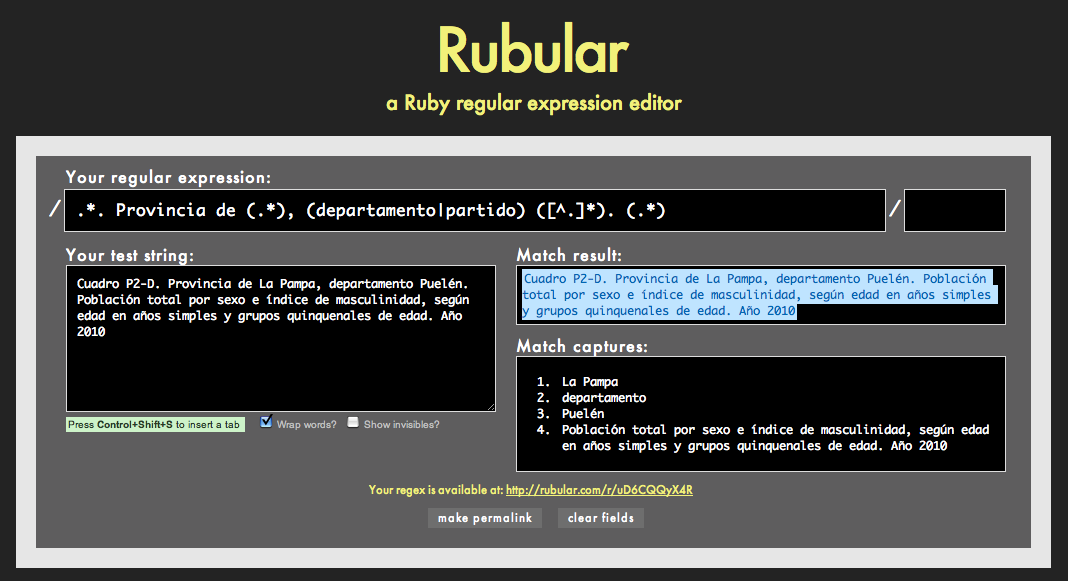 Rubular
a Ruby regular expression editor
Your regular expression:
/ .*. Provincia de (.*), (departamento|partido) ([^.]*). (.*) /
Your test string:
Cuadro P2-D. Provincia de La Pampa, departamento Puelén.
Población total por sexo e índice de masculinidad, según
edad en años simples y grupos quinquenales de edad. Año
2010
Press Control+Shift+S to insert a tab
Wrap words?
Show invisibles?
Match result:
Cuadro P2-D. Provincia de La Pampa, departamento Puelén. Población
total por sexo e índice de masculinidad, según edad en años simples
y grupos quinquenales de edad. Año 2010
Match captures:
1. La Pampa
2. departamento
3. Puelén
4. Población total por sexo e índice de masculinidad, según edad
en años simples y grupos quinquenales de edad. Año 2010
Your regex is available at: http://rubular.com/r/uD6CQQyX4R
make permalink
clear fields